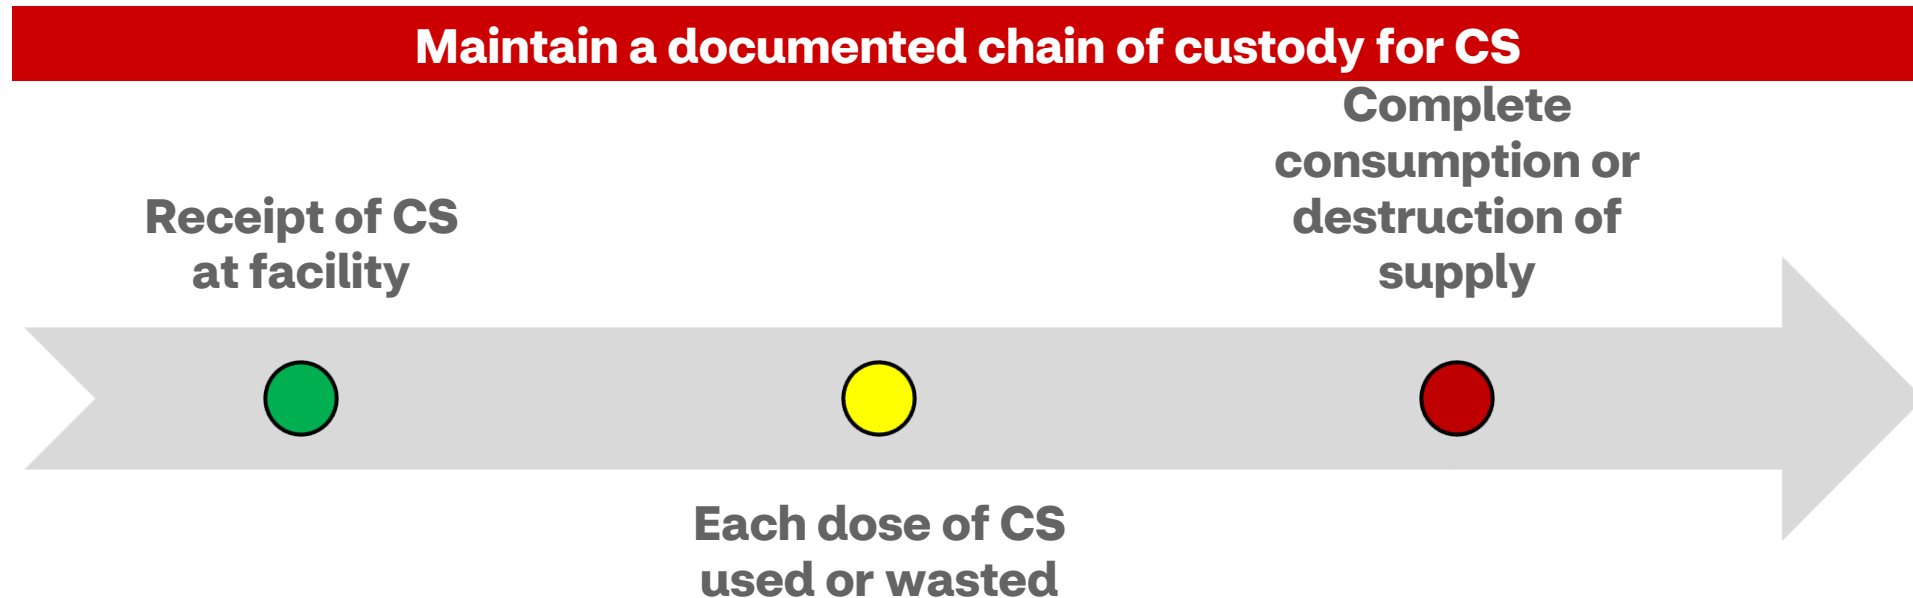 Maintain a documented chain of custody for CS
Receipt of CS
at facility
Each dose of CS
used or wasted
Complete
consumption or
destruction of
supply